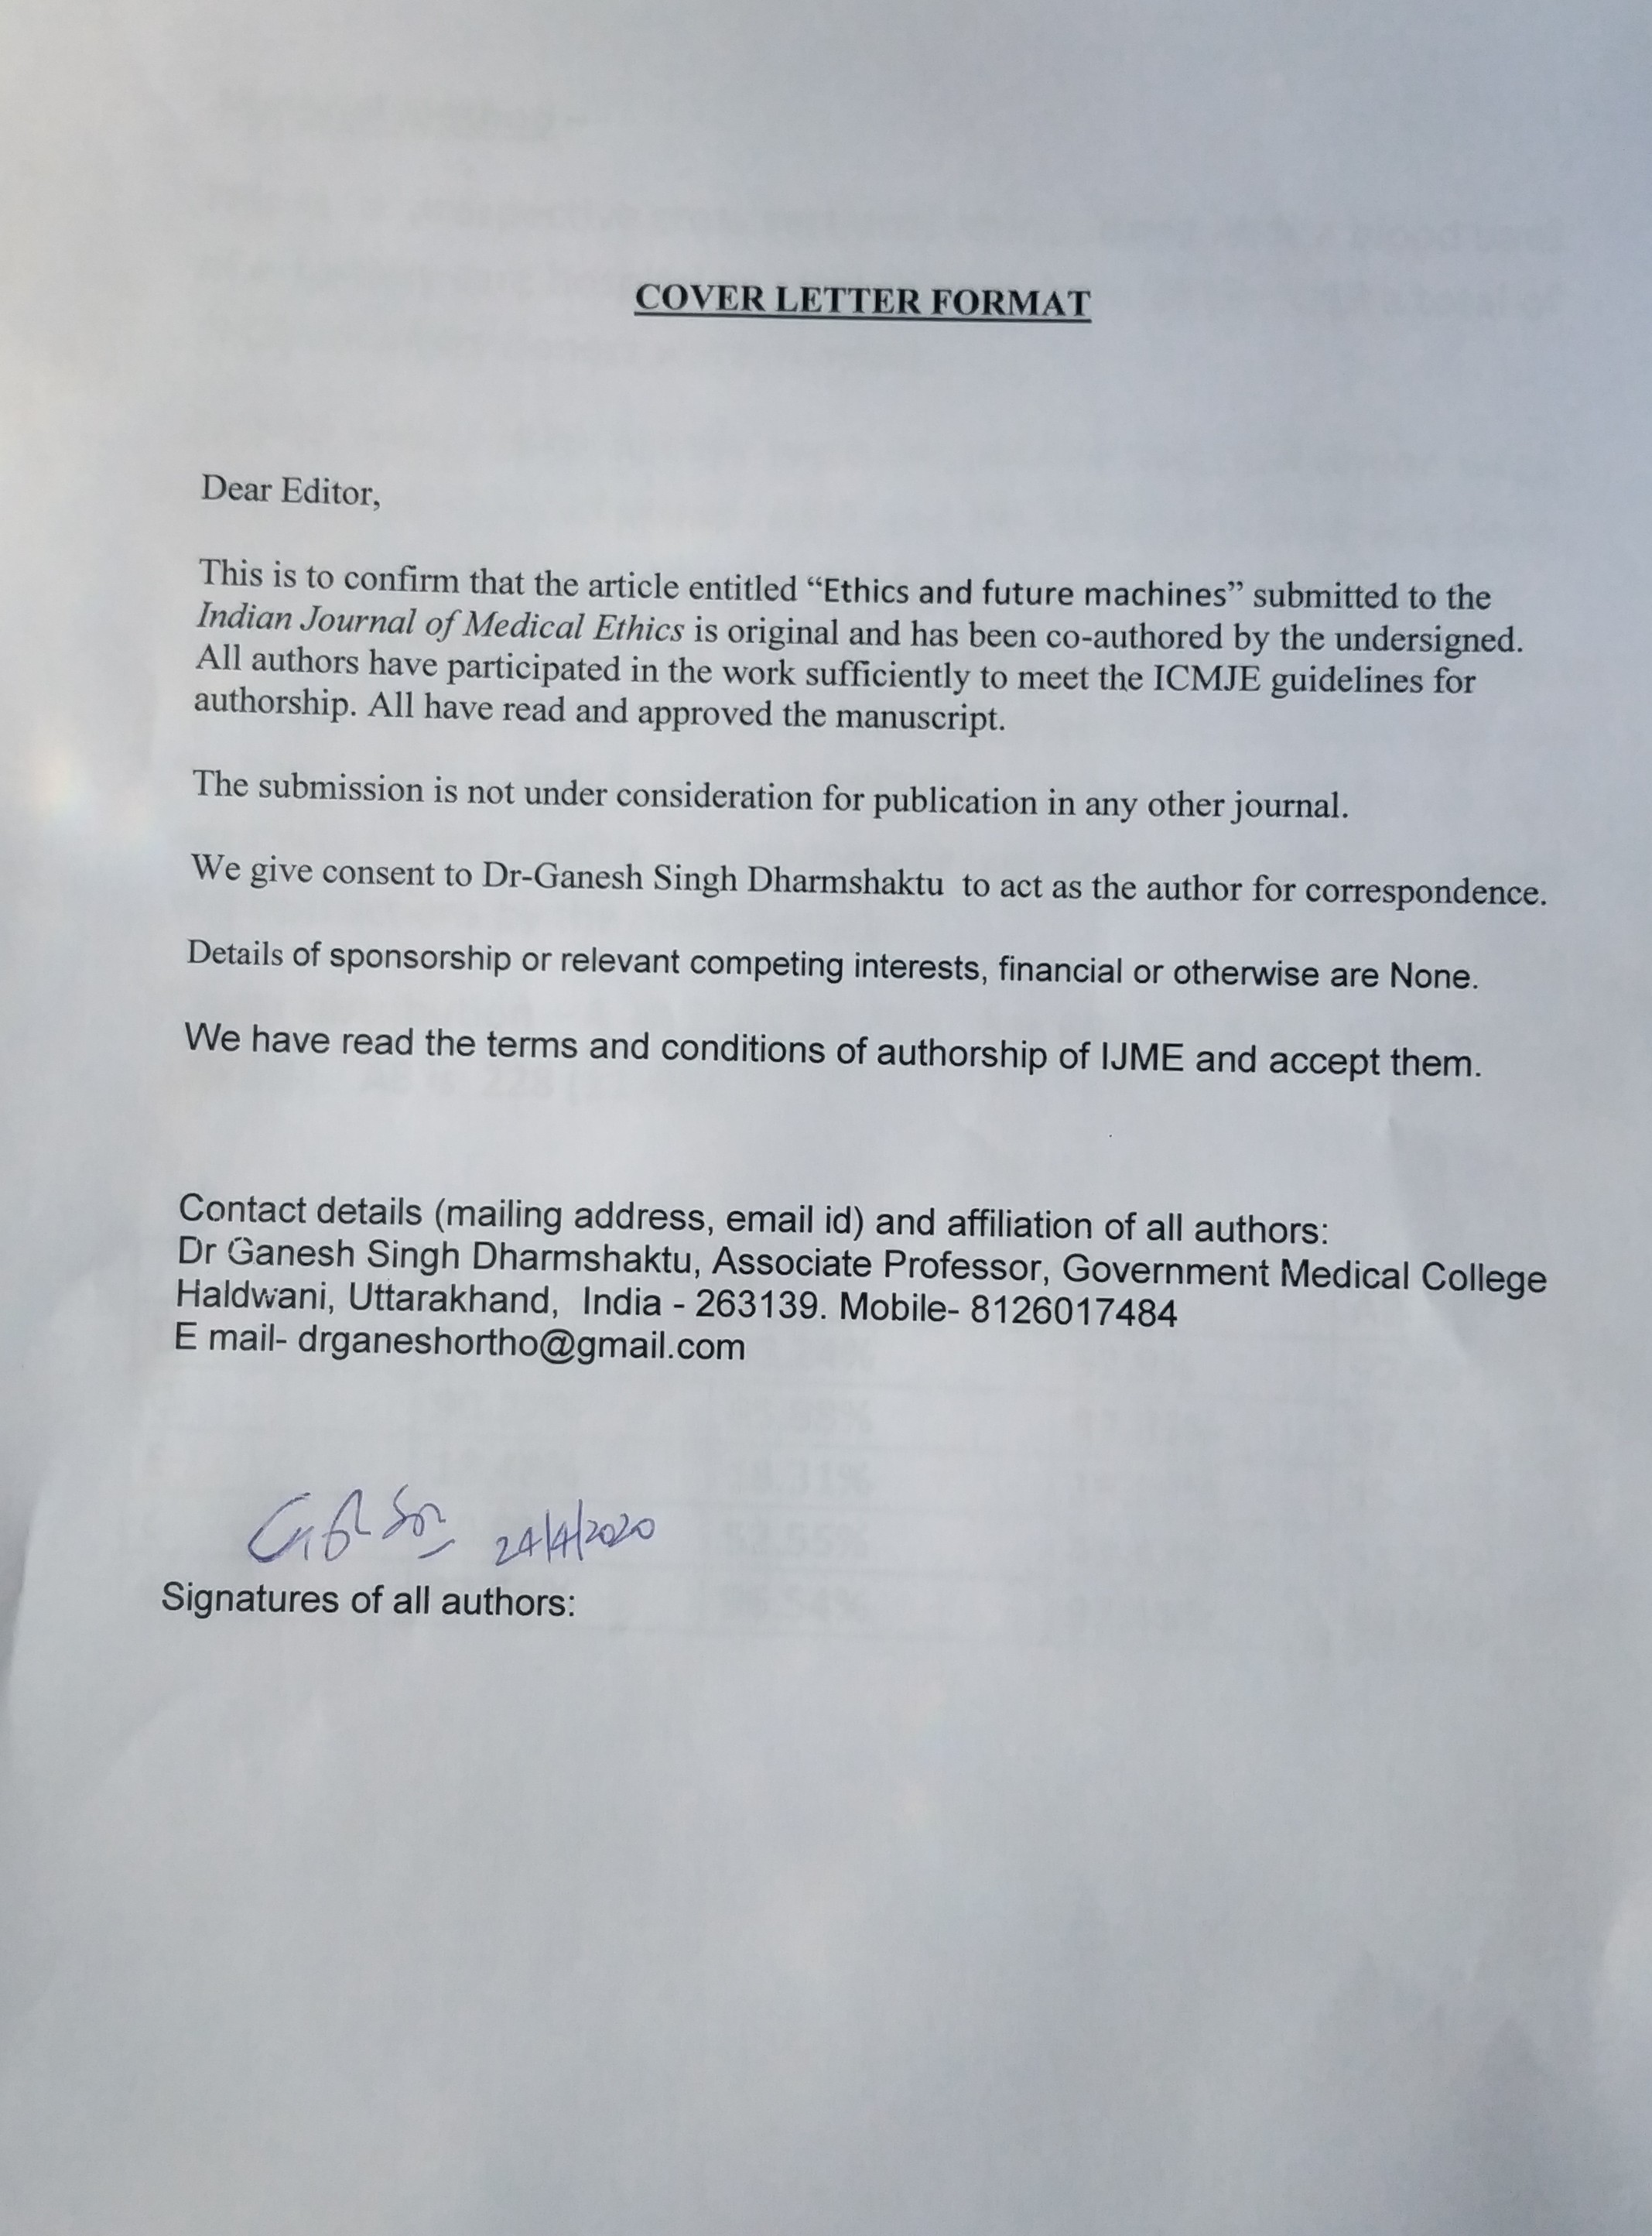 COVER LETTER FORMAT
Dear Editor,
This is to confirm that the article entitled “Ethics and future machines” submitted to the
Indian Journal of Medical Ethics is original and has been co-authored by the undersigned.
All authors have participated in the work sufficiently to meet the ICMJE guidelines for
authorship. All have read and approved the manuscript.
The submission is not under consideration for publication in any other journal.
We give consent to Dr-Ganesh Singh Dharmshaktu  to act as the author for correspondence.
Details of sponsorship or relevant competing interests, financial or otherwise are None.
We have read the terms and conditions of authorship of IJME and accept them.
Contact details (mailing address, email id) and affiliation of all authors:
Dr Ganesh Singh Dharmshaktu, Associate Professor, Government Medical College
Haldwani, Uttarakhand,  India - 263139. Mobile- 8126017484
E mail- drganeshortho@gmail.com
24/4/2020
Signatures of all authors: